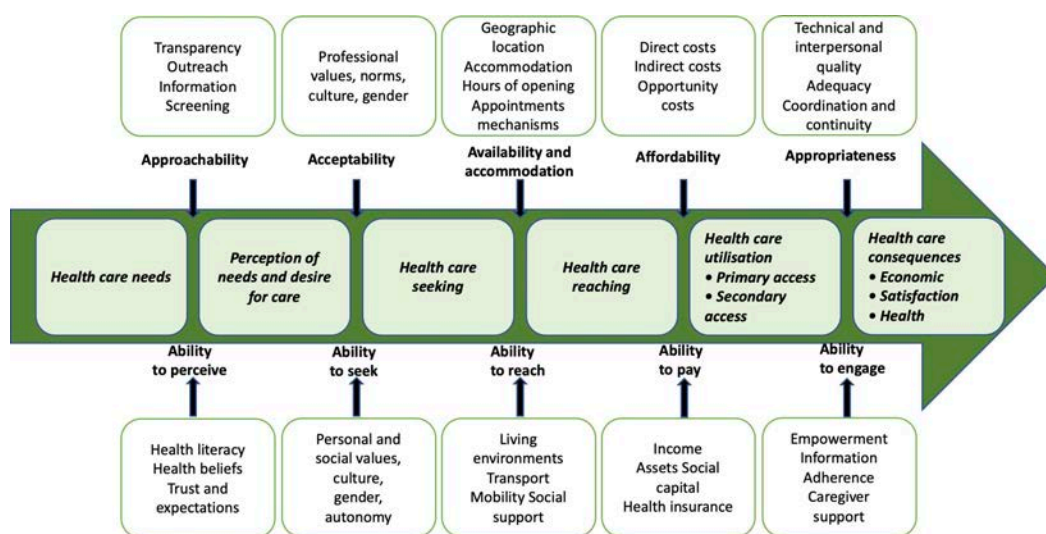 Transparency
Outreach
Information
Screening
Professional
values, norms,
culture, gender
Geographic
location
Accommodation
Hours of opening
Appointments
mechanisms
Direct costs
Indirect costs
Opportunity
costs
Technical and
interpersonal
quality
Adequacy
Coordination and
continuity
Approachability
Acceptability
Availability and
accommodation
Affordability
Appropriateness
Health care needs
Perception of
needs and desire
for care
Health care
seeking
Health care
reaching
Health care
utilisation
• Primary access
• Secondary
access
Health care
consequences
• Economic
• Satisfaction
• Health
Ability
to perceive
Ability
to seek
Ability
to reach
Ability
to pay
Ability
to engage
Health literacy
Health beliefs
Trust and
expectations
Personal and
social values,
culture,
gender,
autonomy
Living
environments
Transport
Mobility Social
support
Income
Assets Social
capital
Health insurance
Empowerment
Information
Adherence
Caregiver
support